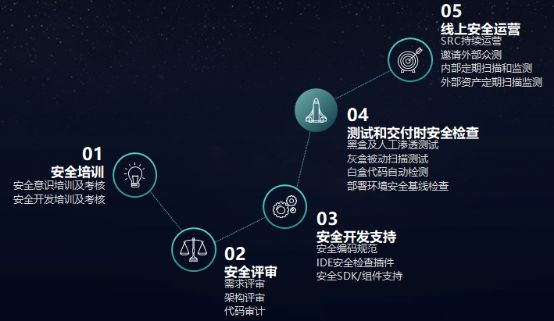 01
安全培训
安全意识培训及考核
安全开发培训及考核
02
安全评审
需求评审
架构评审
代码审计
03
安全开发支持
安全编码规范
IDE安全检查插件
安全SDK/组件支持
04
测试和交付时安全检查
黑盒及人工渗透测试
灰盒被动扫描测试
白盒代码自动检测
部署环境安全基线检查
05
线上安全运营
SRC持续运营
邀请外部众测
内部定期扫描和监测
外部资产定期扫描监测